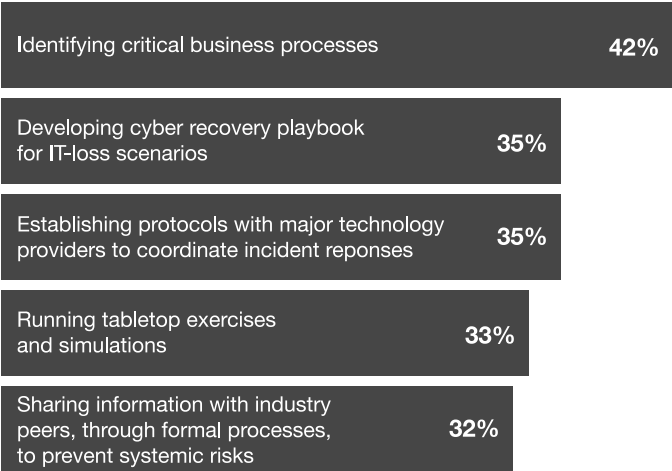 Identifying critical business processes 42%
Developing cyber recovery playbook
for IT-loss scenarios 35%
Establishing protocols with major technology
providers to coordinate incident reponses 35%
Running tabletop exercises
and simulations 33%
Sharing information with industry
peers, through formal processes,
to prevent systemic risks 32%